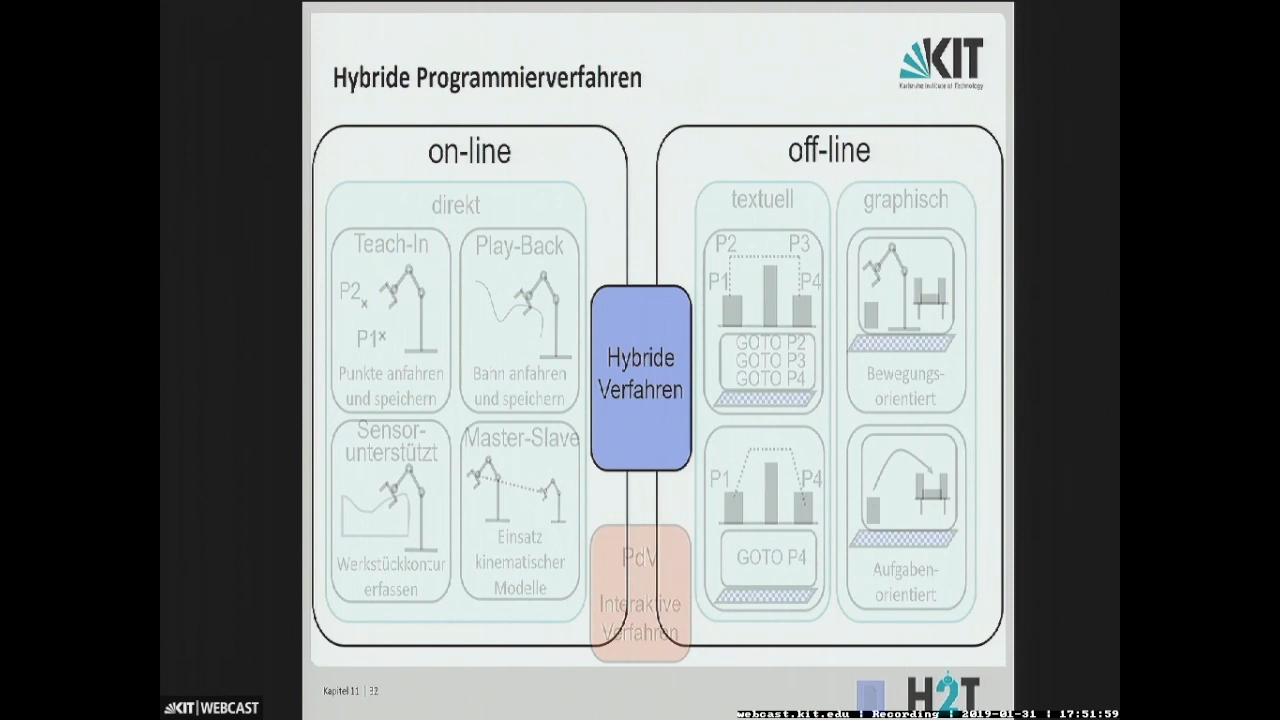 Hybride Programmierverfahren
KIT
Karlsruhe Institute of Technology
on-line
off-line
direkt
textuell
graphisch
Teach-In
P2
P1
Punkte anfahren
und speichern
Play-Back
Bahn anfahren
und speichern
Sensor-
unterstützt
Werkstückkontur
erfassen
Master-Slave
Einsatz
kinematischer
Modelle
Hybride
Verfahren
PdV
Interaktive
Verfahren
P2 P3
P1 P4
GOTO P2
GOTO P3
GOTO P4
P1 P4
GOTO P4
Bewegungs-
orientiert
Aufgaben-
orientiert
Kapitel 11 | 32
H2T
KIT | WEBCAST
webcast.kit.edu | Recording | 2019-01-31 | 17:51:59